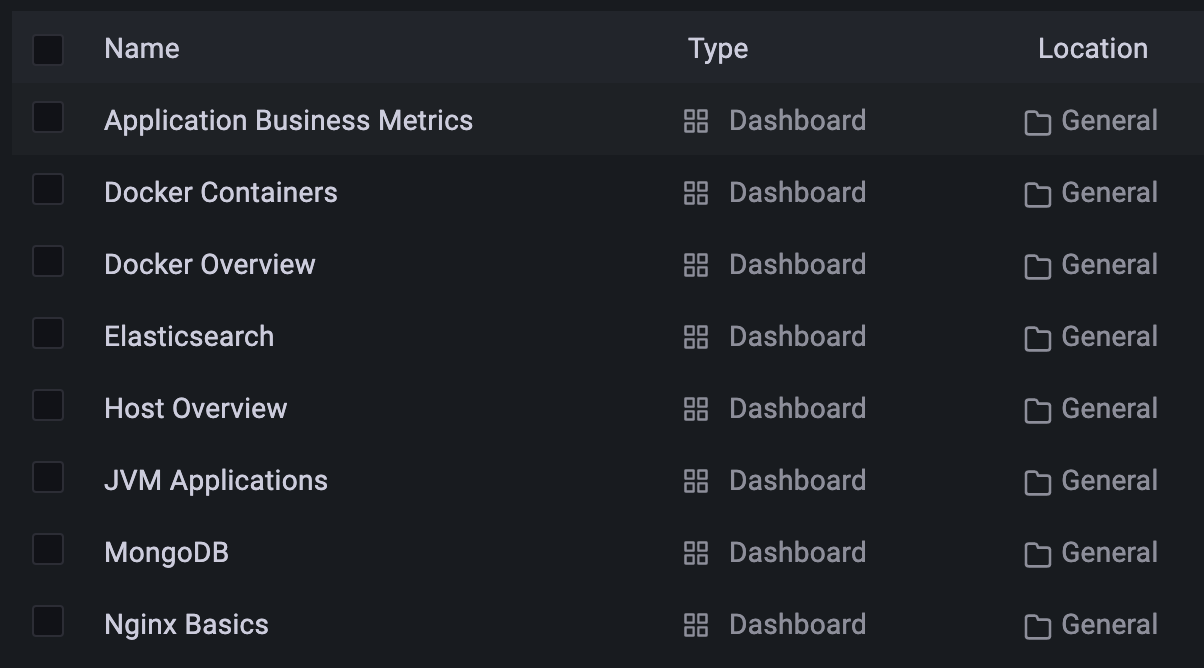 Name Type Location
Application Business Metrics Dashboard General
Docker Containers Dashboard General
Docker Overview Dashboard General
Elasticsearch Dashboard General
Host Overview Dashboard General
JVM Applications Dashboard General
MongoDB Dashboard General
Nginx Basics Dashboard General